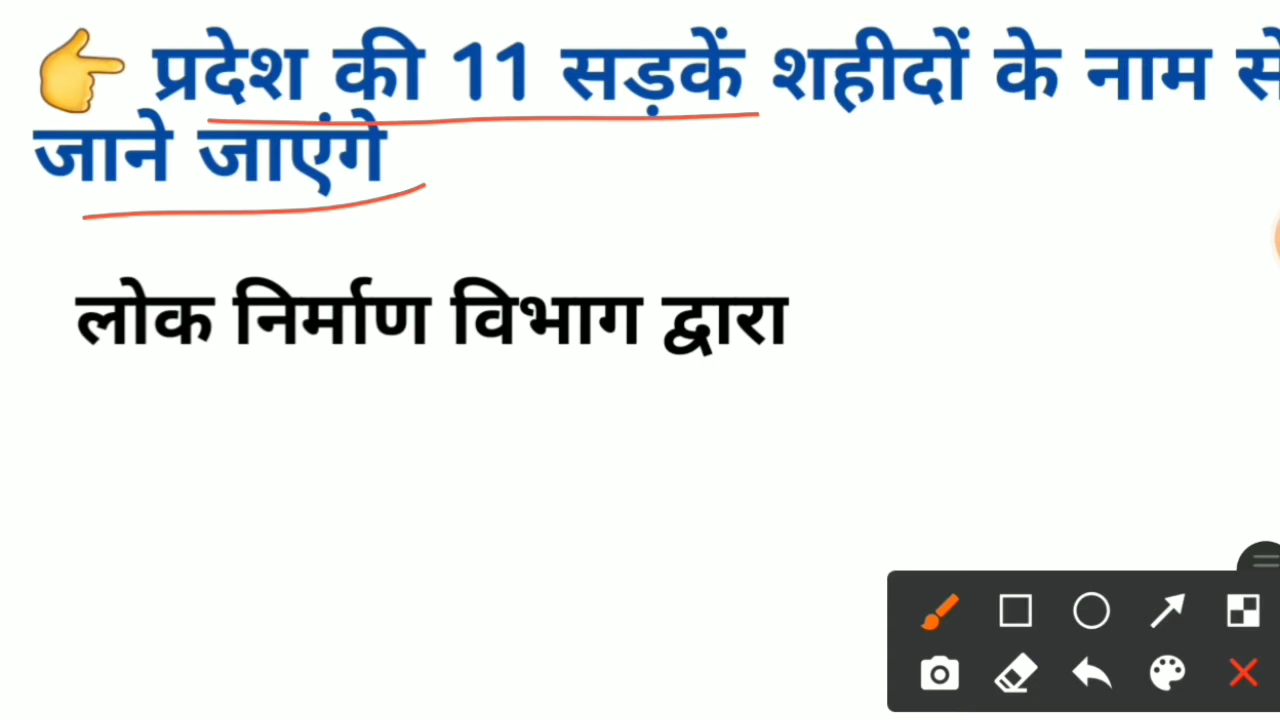 👉 प्रदेश की 11 सड़कें शहीदों के नाम से
जाने जाएंगे
लोक निर्माण विभाग द्वारा